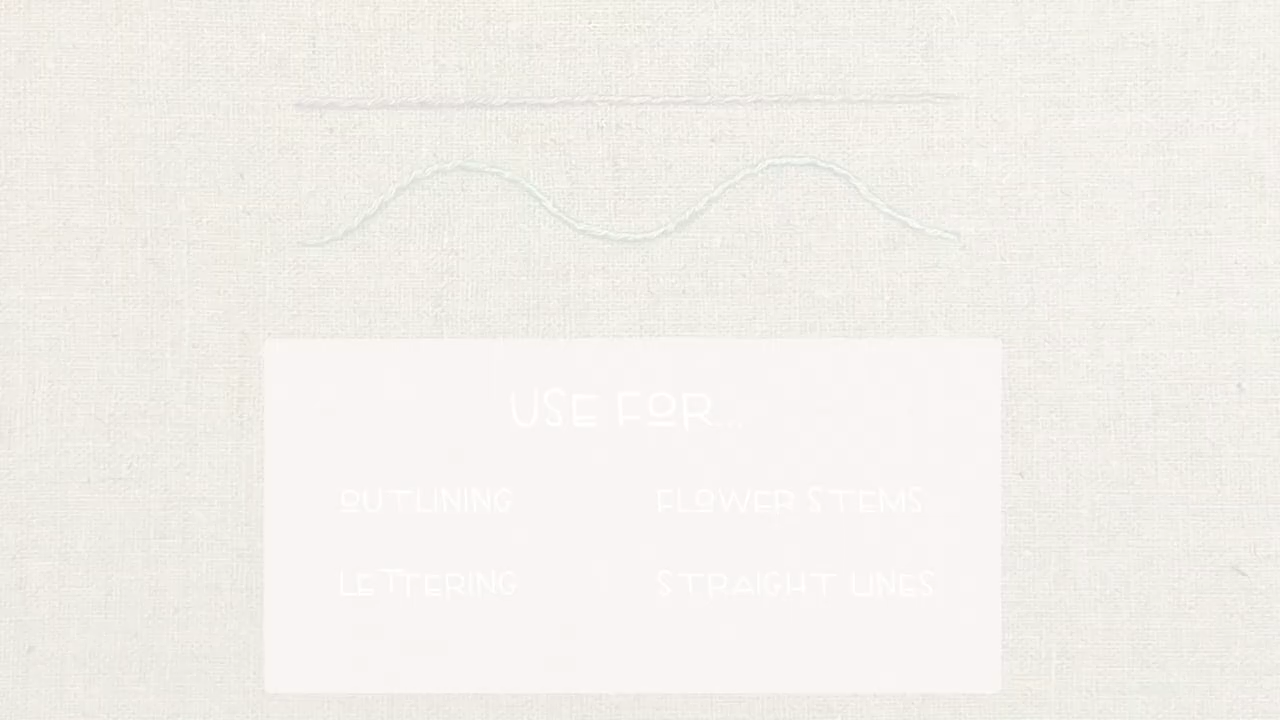 USE FOR...
OUTLINING
FLOWER STEMS
LETTERING
STRAIGHT LINES